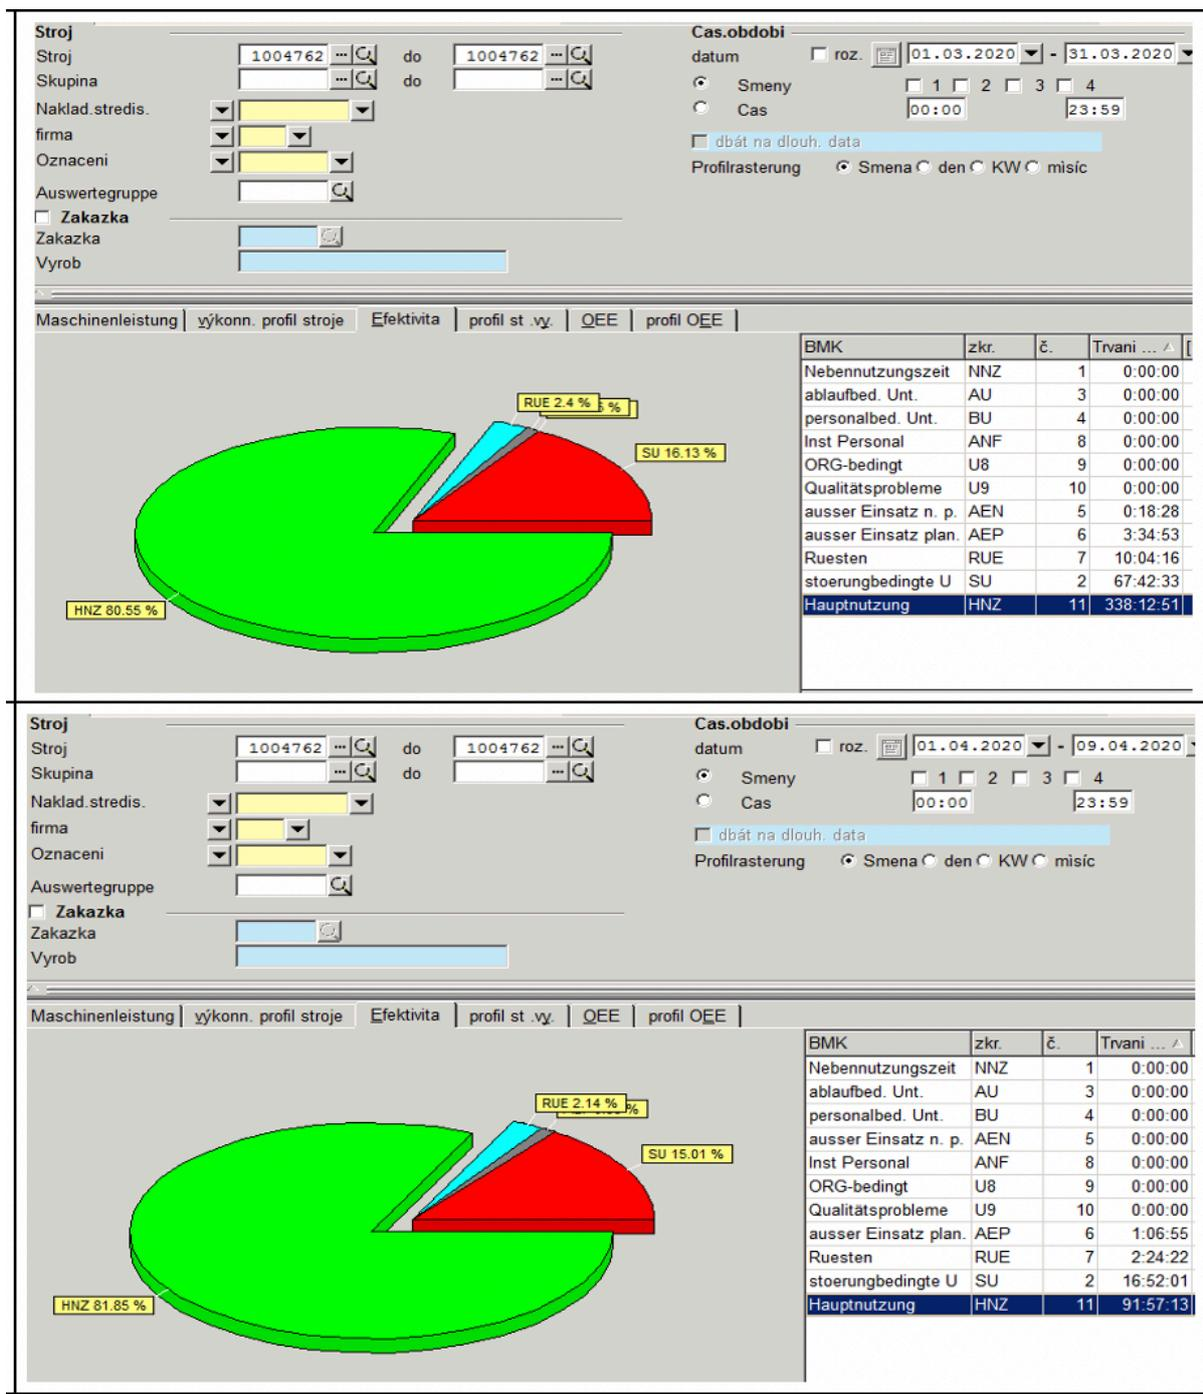 Stroj
Stroj 1004762 ... do 1004762 ...
Skupina ... do ...
Naklad.stredis.
firma
Oznaceni
Auswertegruppe
Zakazka
Zakazka
Vyrob
Cas.obdobi
datum roz. 01.03.2020 - 31.03.2020
Smeny 1 2 3 4
Cas 00:00 23:59
dbát na dlouh. data
Profilrasterung Smena den KW mìsíc
Maschinenleistung výkonn. profil stroje Efektivita profil st .vy. OEE profil OEE
RUE 2.4 %
%
SU 16.13 %
HNZ 80.55 %
BMK zkr. č. Trvani ...
Nebennutzungszeit NNZ 1 0:00:00
ablaufbed. Unt. AU 3 0:00:00
personalbed. Unt. BU 4 0:00:00
Inst Personal ANF 8 0:00:00
ORG-bedingt U8 9 0:00:00
Qualitätsprobleme U9 10 0:00:00
ausser Einsatz n. p. AEN 5 0:18:28
ausser Einsatz plan. AEP 6 3:34:53
Ruesten RUE 7 10:04:16
stoerungbedingte U SU 2 67:42:33
Hauptnutzung HNZ 11 338:12:51
Stroj
Stroj 1004762 ... do 1004762 ...
Skupina ... do ...
Naklad.stredis.
firma
Oznaceni
Auswertegruppe
Zakazka
Zakazka
Vyrob
Cas.obdobi
datum roz. 01.04.2020 - 09.04.2020
Smeny 1 2 3 4
Cas 00:00 23:59
dbát na dlouh. data
Profilrasterung Smena den KW mìsíc
Maschinenleistung výkonn. profil stroje Efektivita profil st .vy. OEE profil OEE
RUE 2.14 %
%
SU 15.01 %
HNZ 81.85 %
BMK zkr. č. Trvani ...
Nebennutzungszeit NNZ 1 0:00:00
ablaufbed. Unt. AU 3 0:00:00
personalbed. Unt. BU 4 0:00:00
ausser Einsatz n. p. AEN 5 0:00:00
Inst Personal ANF 8 0:00:00
ORG-bedingt U8 9 0:00:00
Qualitätsprobleme U9 10 0:00:00
ausser Einsatz plan. AEP 6 1:06:55
Ruesten RUE 7 2:24:22
stoerungbedingte U SU 2 16:52:01
Hauptnutzung HNZ 11 91:57:13